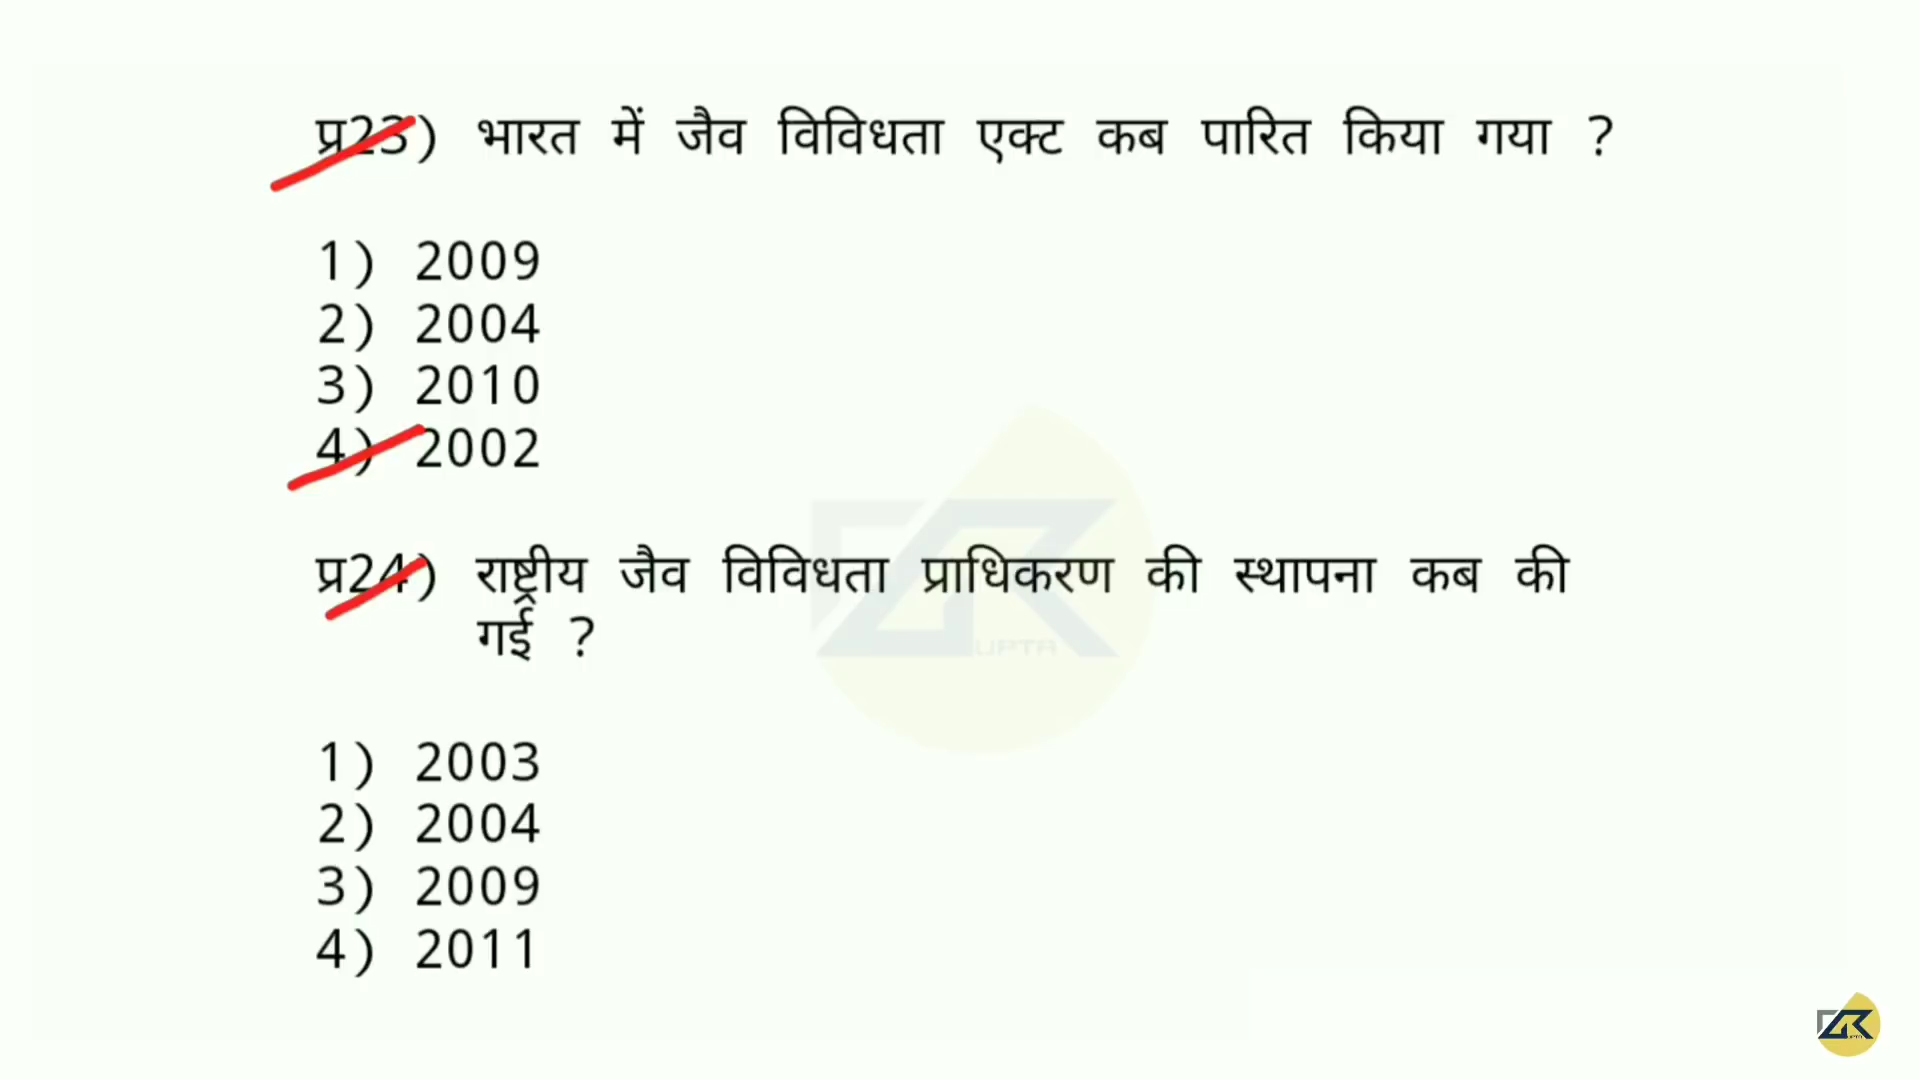 प्र23) भारत में जैव विविधता एक्ट कब पारित किया गया ?
1) 2009
2) 2004
3) 2010
4) 2002
प्र24) राष्ट्रीय जैव विविधता प्राधिकरण की स्थापना कब की
गई ?
1) 2003
2) 2004
3) 2009
4) 2011